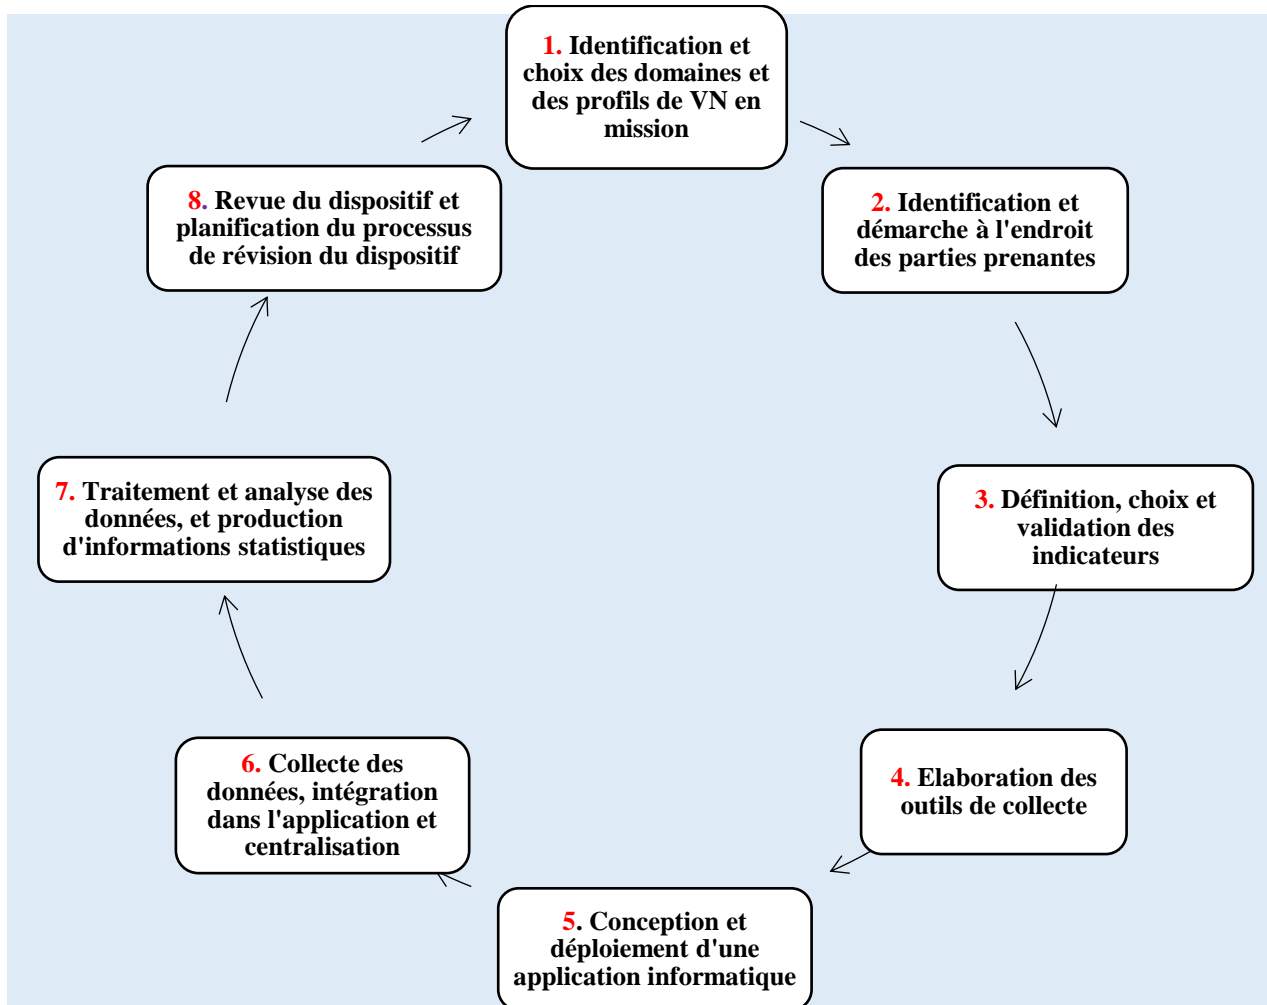 1. Identification et
choix des domaines et
des profils de VN en
mission
2. Identification et
démarche à l'endroit
des parties prenantes
3. Définition, choix et
validation des
indicateurs
4. Elaboration des
outils de collecte
5. Conception et
déploiement d'une
application informatique
6. Collecte des
données, intégration
dans l'application et
centralisation
7. Traitement et analyse des
données, et production
d'informations statistiques
8. Revue du dispositif et
planification du processus
de révision du dispositif